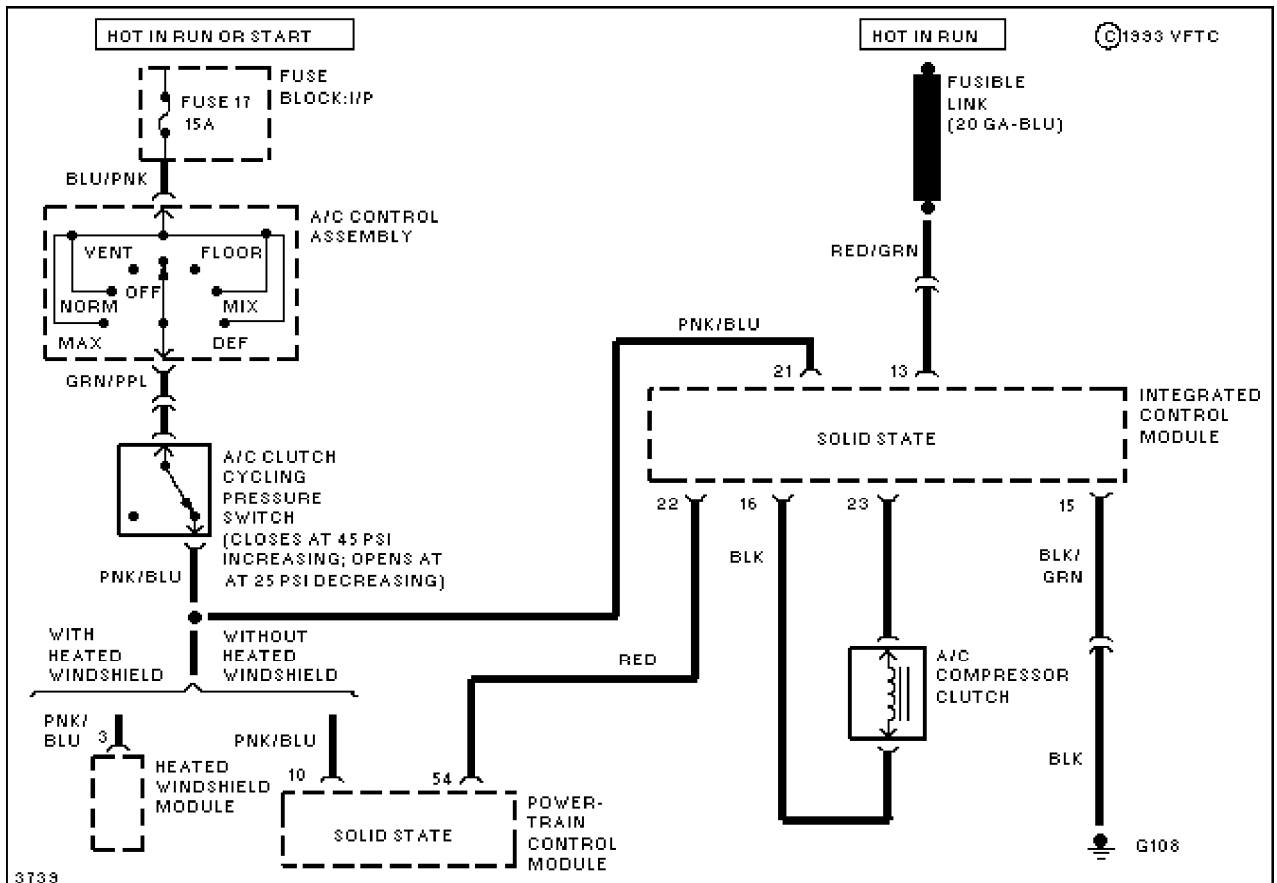 HOT IN RUN OR START
HOT IN RUN
©1993 VFTC
FUSE
BLOCK:I/P
FUSE 17
15A
FUSIBLE
LINK
(20 GA-BLU)
BLU/PNK
A/C CONTROL
ASSEMBLY
VENT
FLOOR
OFF
NORM
MIX
MAX
DEF
RED/GRN
PNK/BLU
GRN/PPL
21
13
INTEGRATED
CONTROL
MODULE
SOLID STATE
A/C CLUTCH
CYCLING
PRESSURE
SWITCH
(CLOSES AT 45 PSI
INCREASING; OPENS AT
AT 25 PSI DECREASING)
22
16
23
15
PNK/BLU
BLK
BLK/
GRN
WITH
HEATED
WINDSHIELD
WITHOUT
HEATED
WINDSHIELD
RED
A/C
COMPRESSOR
CLUTCH
PNK/
BLU
3
PNK/BLU
HEATED
WINDSHIELD
MODULE
10
54
SOLID STATE
POWER-
TRAIN
CONTROL
MODULE
BLK
G108
3739